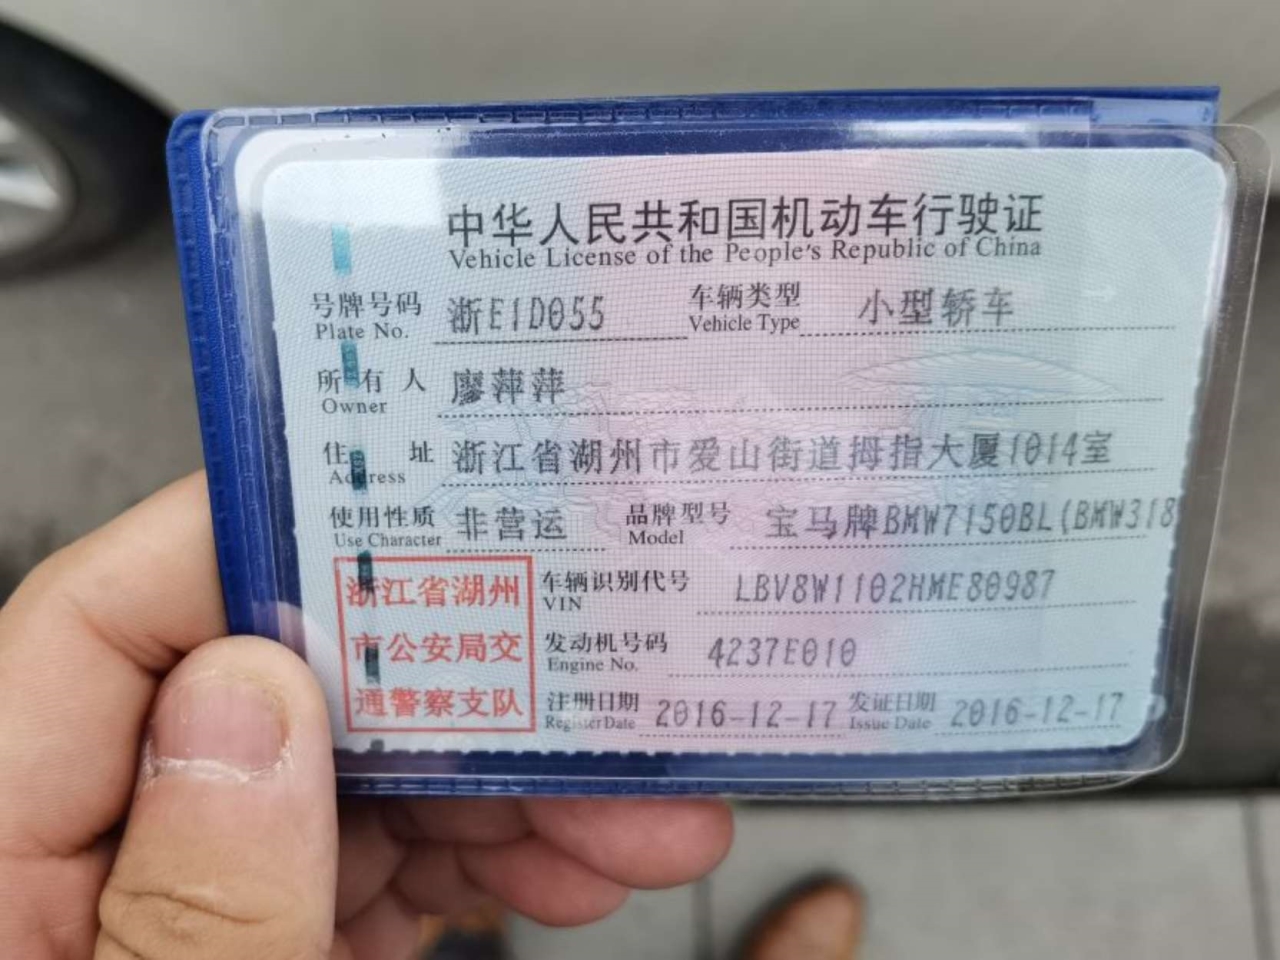 中华人民共和国机动车行驶证
Vehicle License of the People's Republic of China
号牌号码 浙E1D055 车辆类型 小型轿车
Plate No. Vehicle Type
所有人 廖萍萍
Owner
住址 浙江省湖州市爱山街道拇指大厦1014室
Address
使用性质 非营运 品牌型号 宝马牌BMW7150BL(BMW318
Use Character Model
浙江省湖州
市公安局交
通警察支队
车辆识别代号 LBV8W1102HME80987
VIN
发动机号码 4237E010
Engine No.
注册日期 2016-12-17 发证日期 2016-12-17
Register Date Issue Date